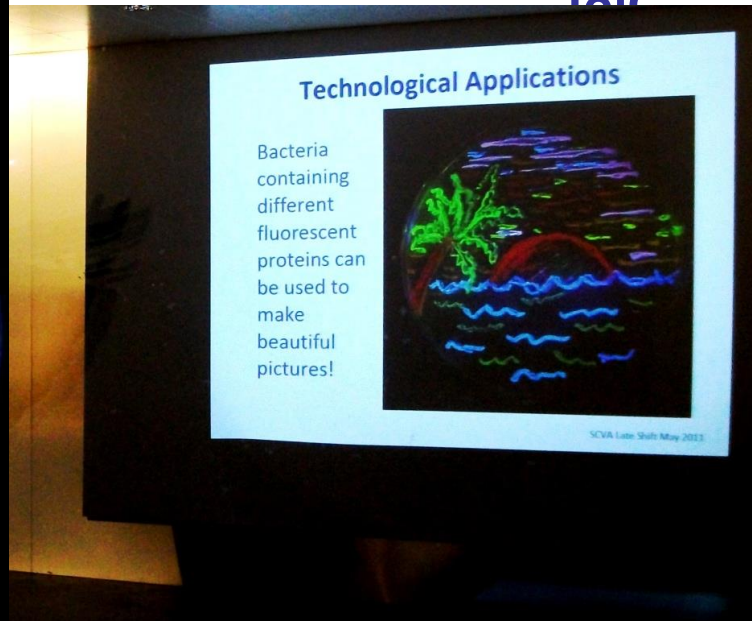 Technological Applications
Bacteria
containing
different
fluorescent
proteins can
be used to
make
beautiful
pictures!
SCVA Late Shift May 2011